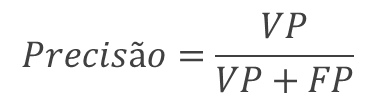 Precisão = VP / VP + FP